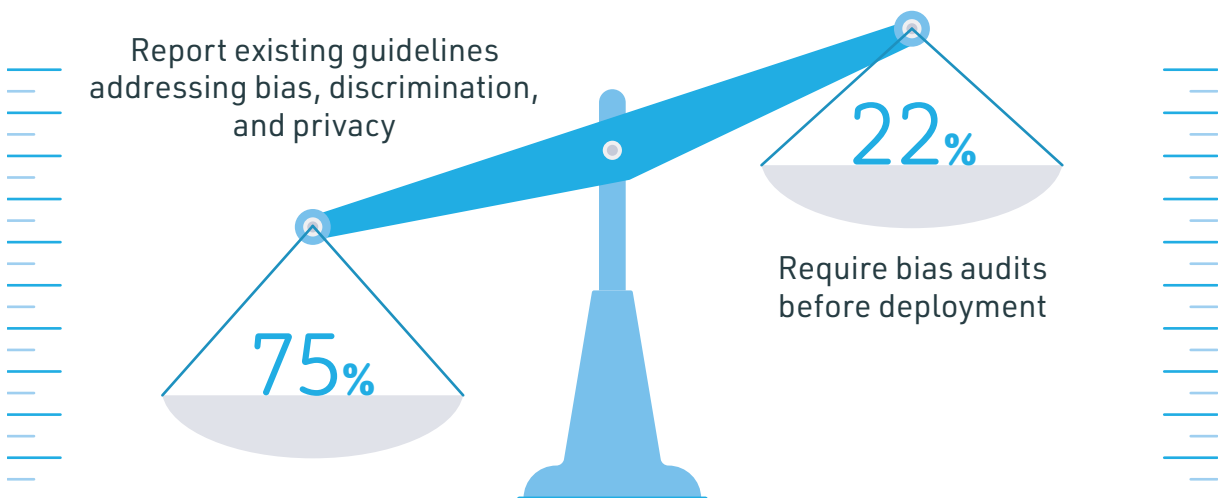 Report existing guidelines
addressing bias, discrimination,
and privacy
75%
22%
Require bias audits
before deployment